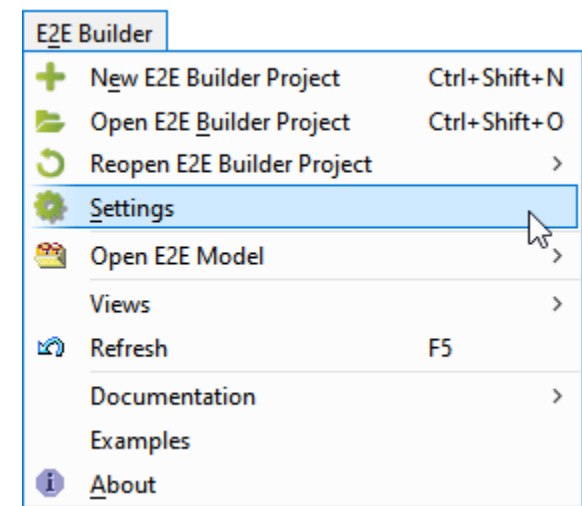 E2E Builder
New E2E Builder Project Ctrl+Shift+N
Open E2E Builder Project Ctrl+Shift+O
Reopen E2E Builder Project >
Settings
Open E2E Model >
Views >
Refresh F5
Documentation >
Examples
About